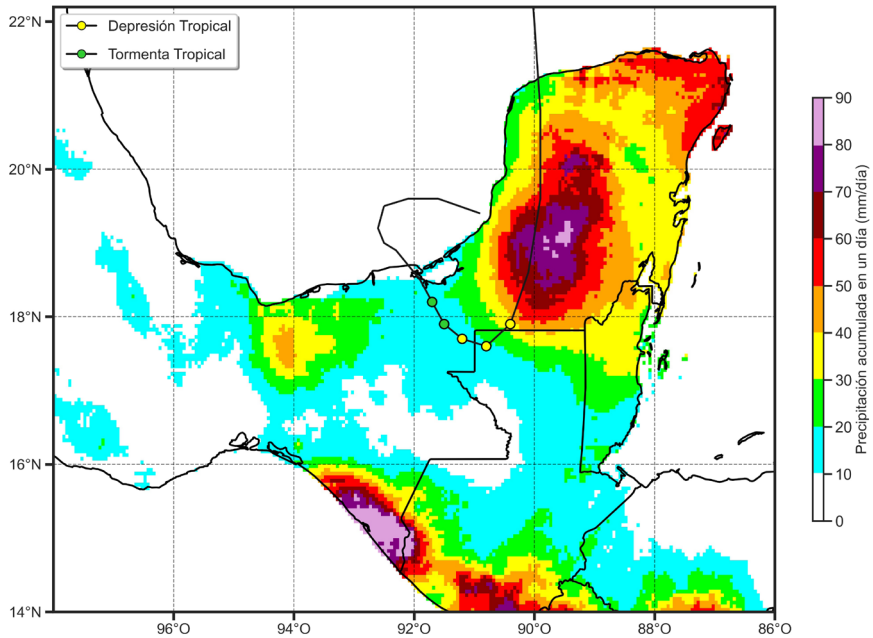 22°N
Depresión Tropical
Tormenta Tropical
20°N
18°N
16°N
14°N
96°O
94°O
92°O
90°O
88°O
86°O
90
80
70
60
50
40
30
20
10
0
Precipitación acumulada en un día (mm/día)